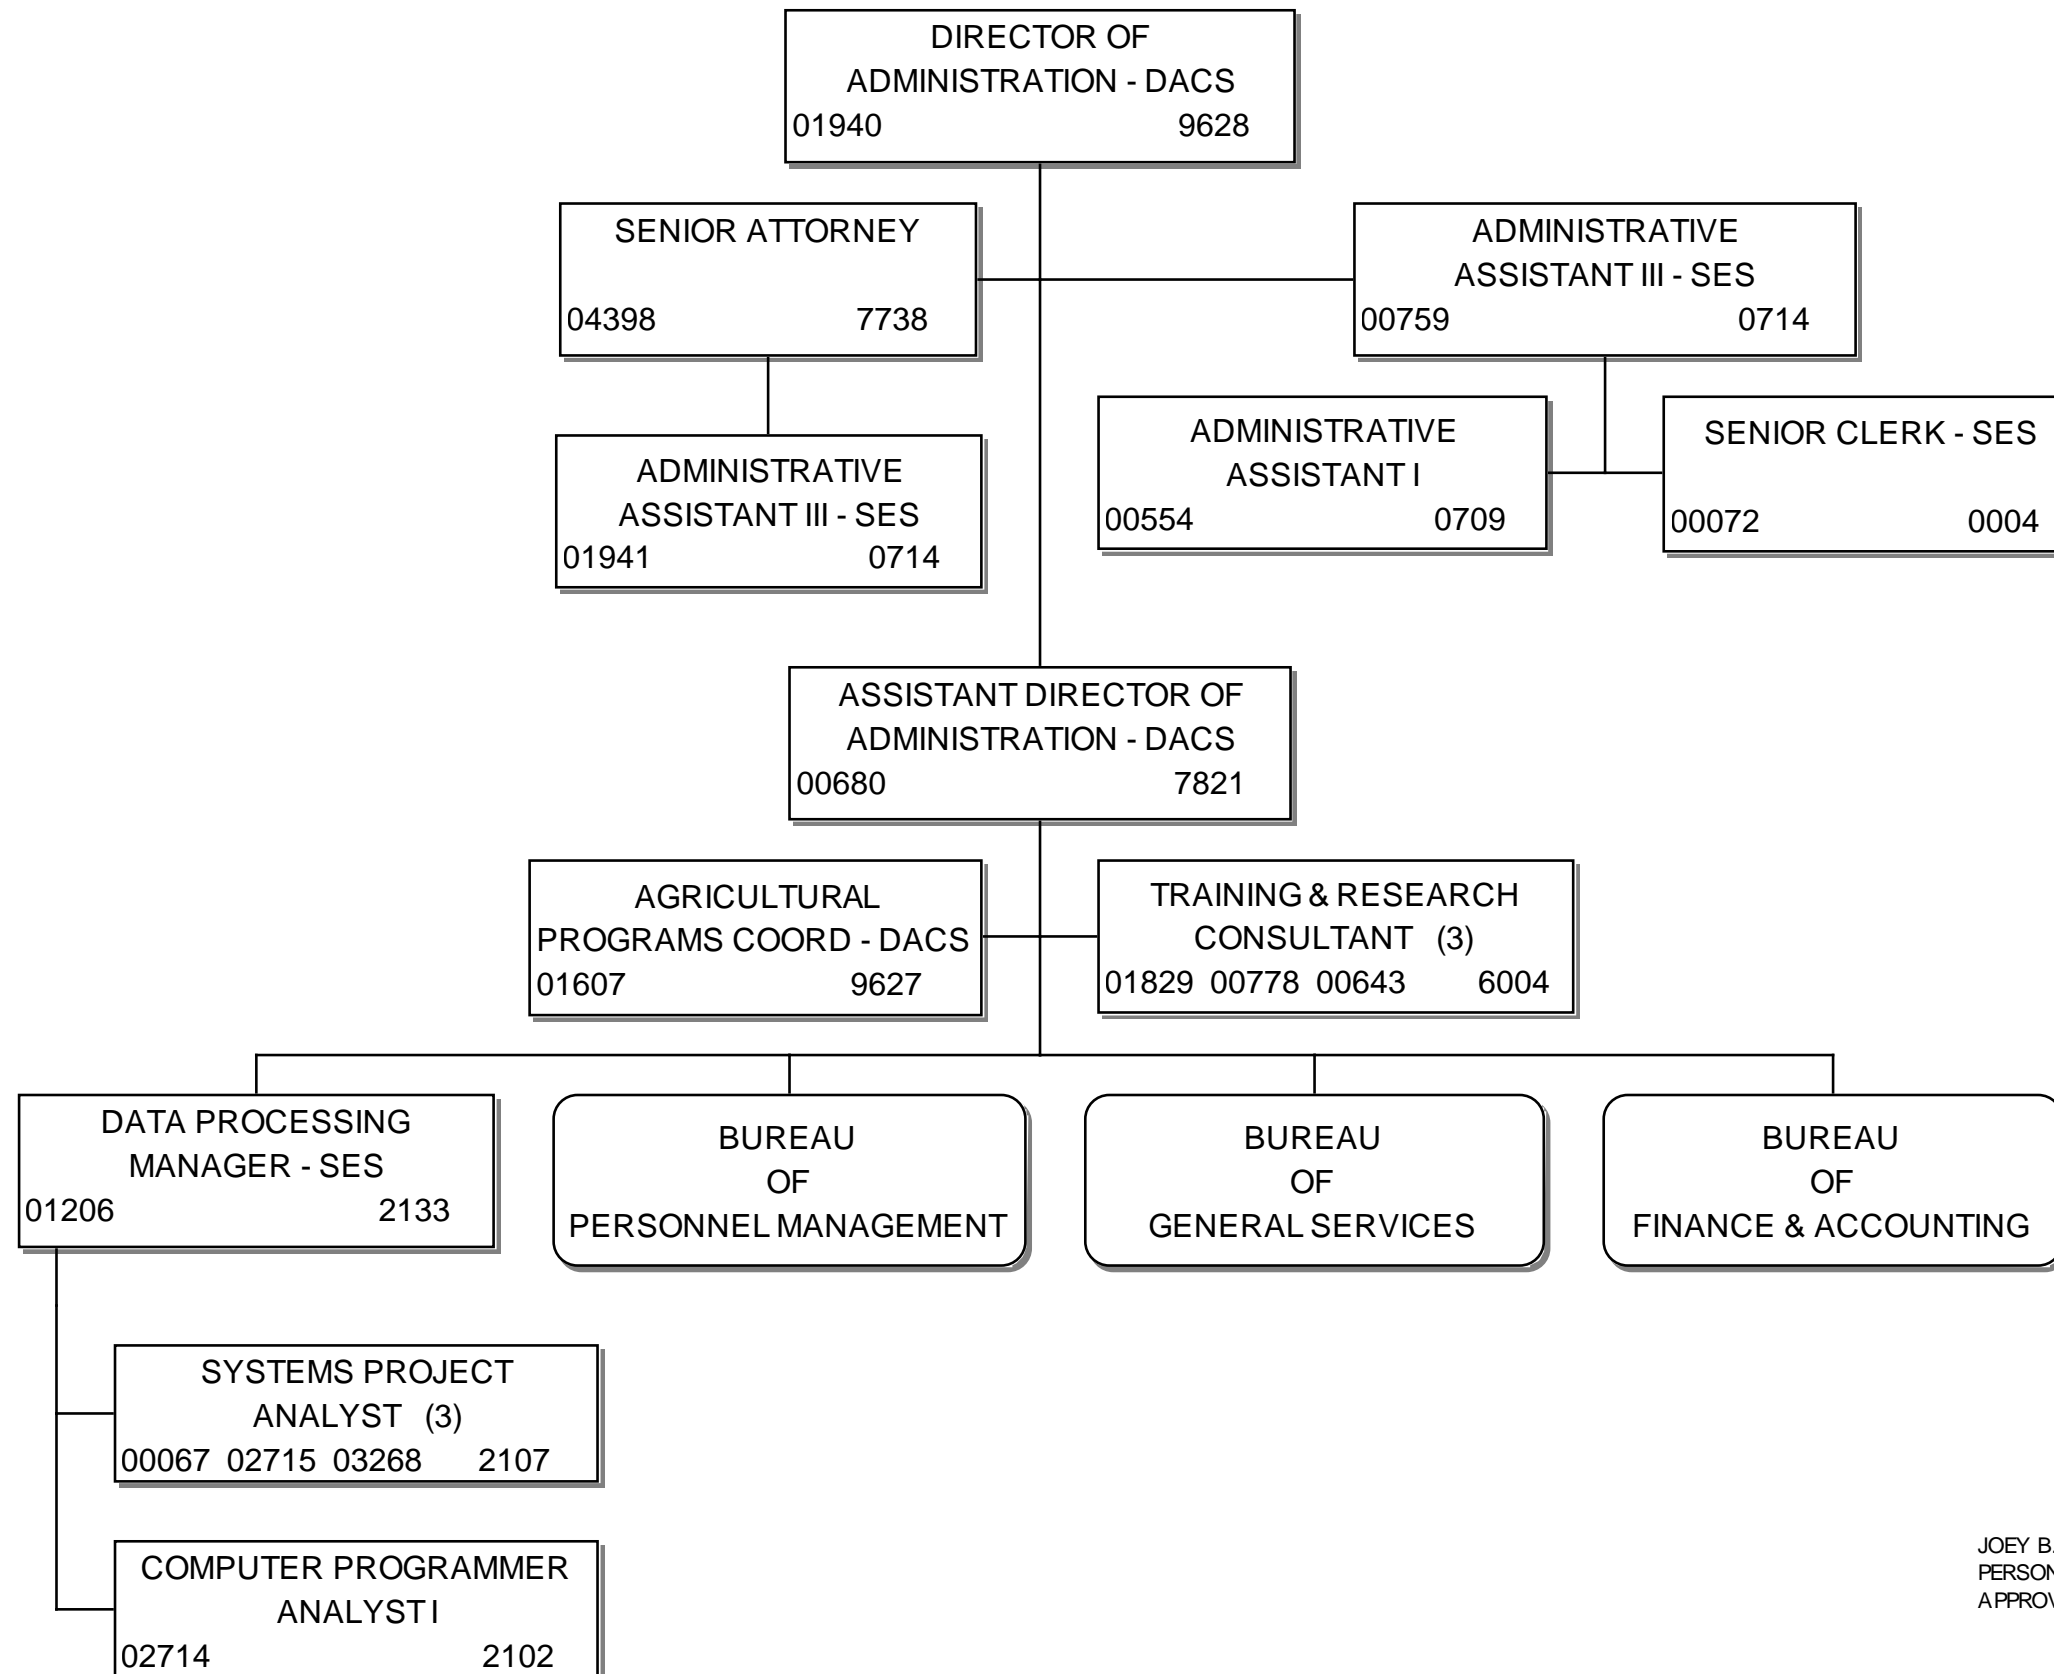 DIRECTOR OF
ADMINISTRATION - DACS
01940 9628
SENIOR ATTORNEY
04398 7738
ADMINISTRATIVE
ASSISTANT III - SES
00759 0714
ADMINISTRATIVE
ASSISTANT III - SES
01941 0714
ADMINISTRATIVE
ASSISTANT I
00554 0709
SENIOR CLERK - SES
00072 0004
ASSISTANT DIRECTOR OF
ADMINISTRATION - DACS
00680 7821
AGRICULTURAL
PROGRAMS COORD - DACS
01607 9627
TRAINING & RESEARCH
CONSULTANT (3)
01829 00778 00643 6004
DATA PROCESSING
MANAGER - SES
01206 2133
BUREAU
OF
PERSONNEL MANAGEMENT
BUREAU
OF
GENERAL SERVICES
BUREAU
OF
FINANCE & ACCOUNTING
SYSTEMS PROJECT
ANALYST (3)
00067 02715 03268 2107
COMPUTER PROGRAMMER
ANALYST I
02714 2102
JOEY B.